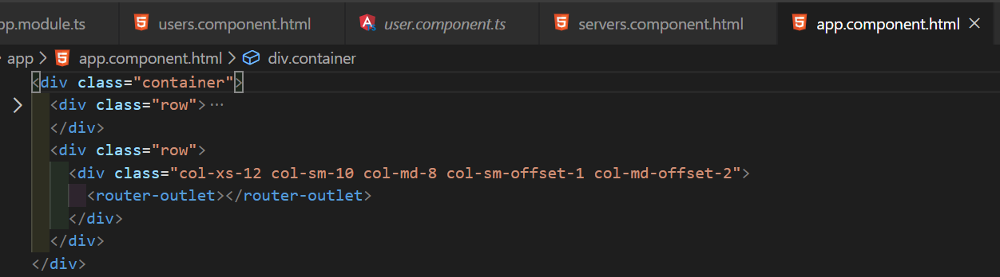 pp.module.ts users.component.html user.component.ts servers.component.html app.component.html
app > app.component.html > div.container
<div class="container">
<div class="row">···
</div>
<div class="row">
<div class="col-xs-12 col-sm-10 col-md-8 col-sm-offset-1 col-md-offset-2">
<router-outlet></router-outlet>
</div>
</div>
</div>